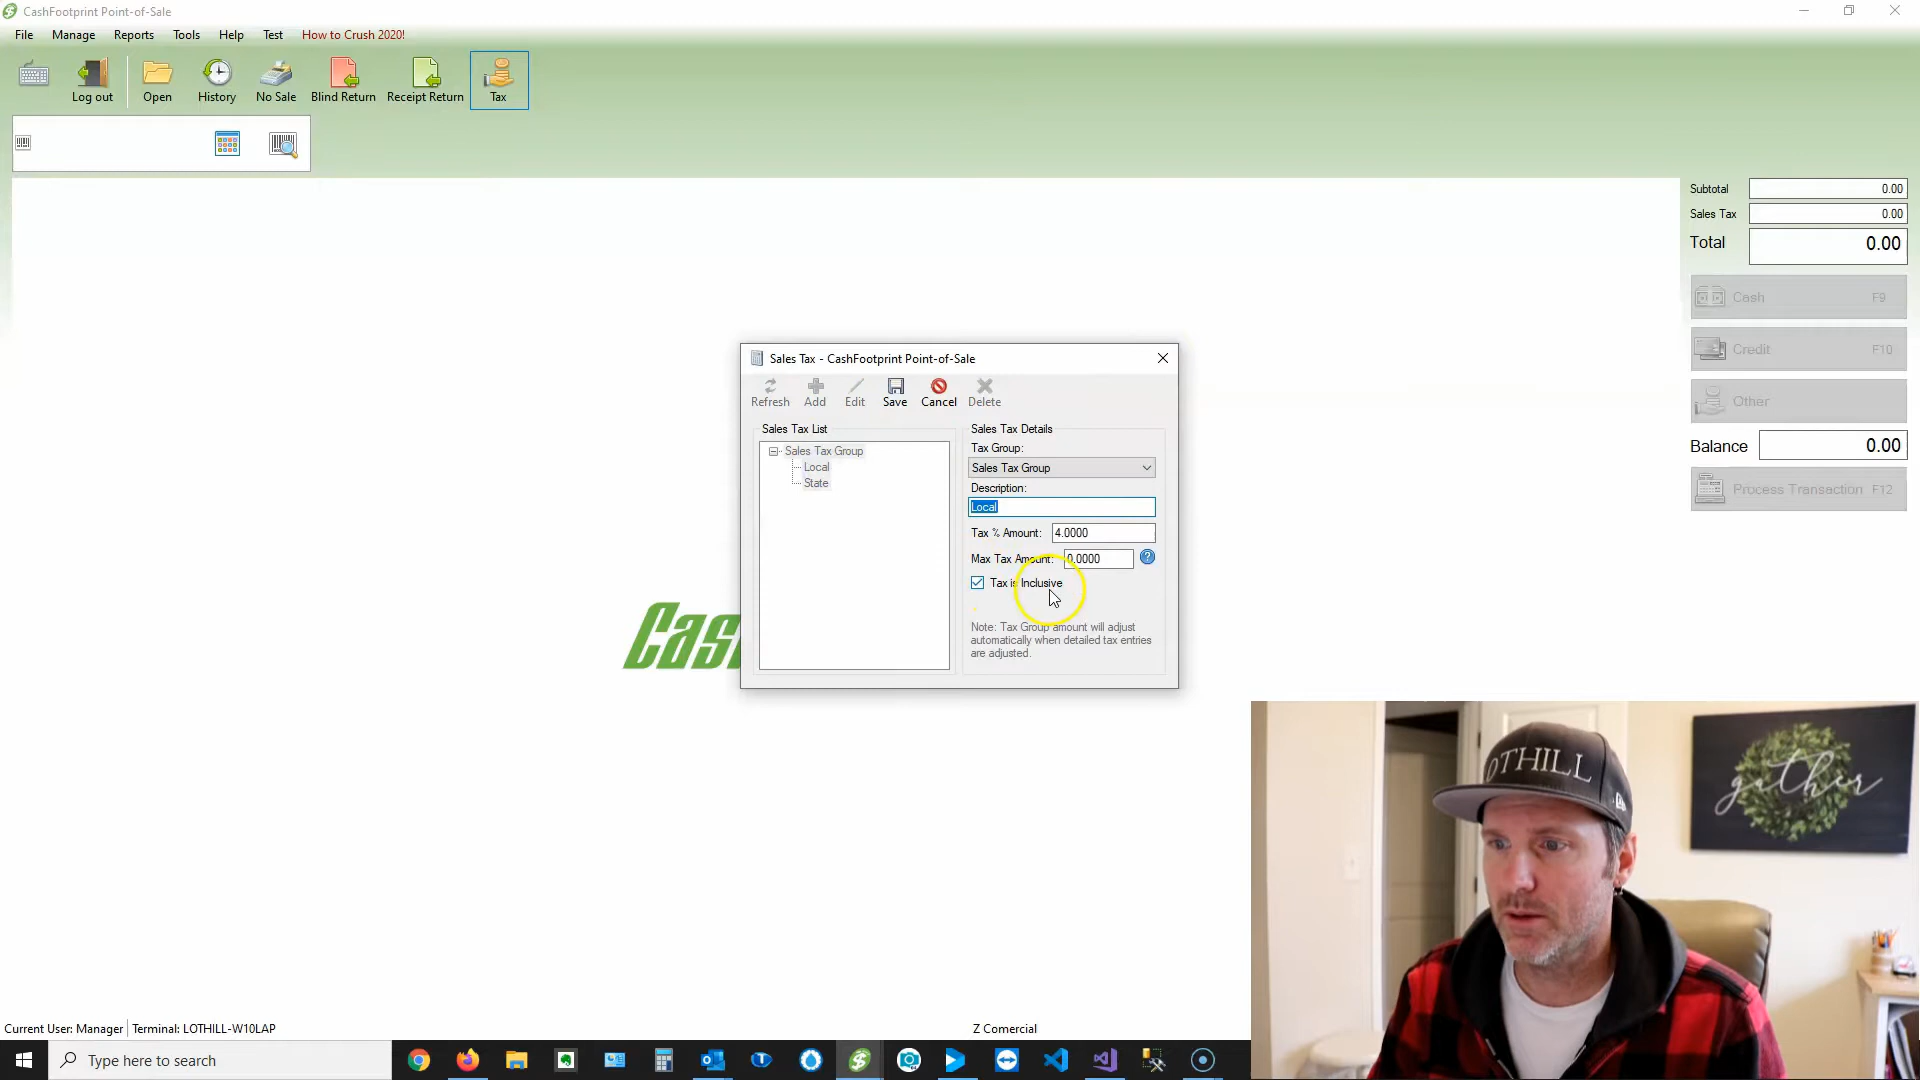 CashFootprint Point-of-Sale
File Manage Reports Tools Help Test How to Crush 2020!
Log out Open History No Sale Blind Return Receipt Return Tax
Subtotal 0.00
Sales Tax 0.00
Total 0.00
Cash F9
Credit F10
Other
Balance 0.00
Process Transaction F12
Sales Tax - CashFootprint Point-of-Sale
Refresh Add Edit Save Cancel Delete
Sales Tax List
Sales Tax Group
Local
State
Sales Tax Details
Tax Group:
Sales Tax Group
Description:
Local
Tax % Amount: 4.0000
Max Tax Amount: 0.0000
Tax is Inclusive
Note: Tax Group amount will adjust
automatically when detailed tax entries
are adjusted.
Cas
OTHILL
gather
Current User: Manager Terminal: LOTHILL-W10LAP Z Comercial
Type here to search